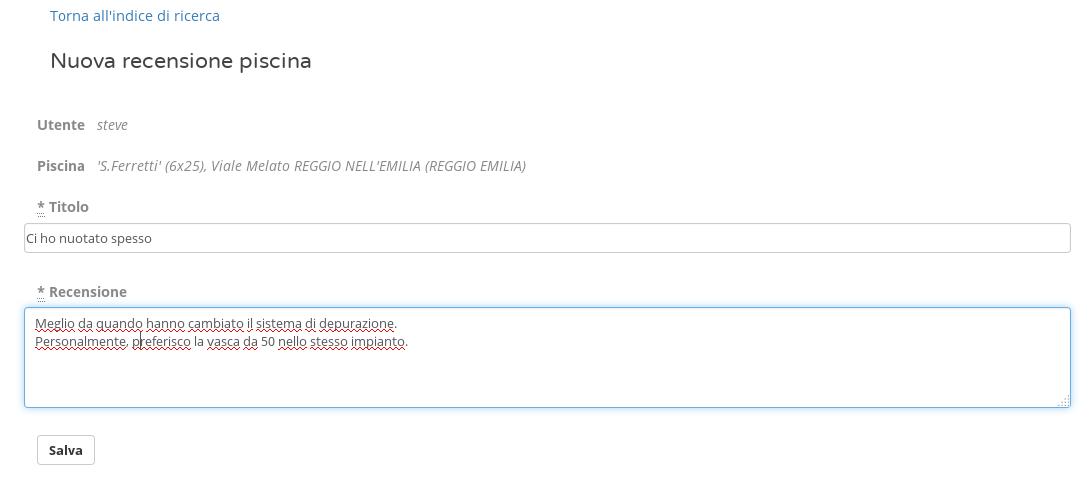 Torna all'indice di ricerca
Nuova recensione piscina
Utente steve
Piscina 'S.Ferretti' (6x25), Viale Melato REGGIO NELL'EMILIA (REGGIO EMILIA)
* Titolo
Ci ho nuotato spesso
* Recensione
Meglio da quando hanno cambiato il sistema di depurazione.
Personalmente, preferisco la vasca da 50 nello stesso impianto.
Salva